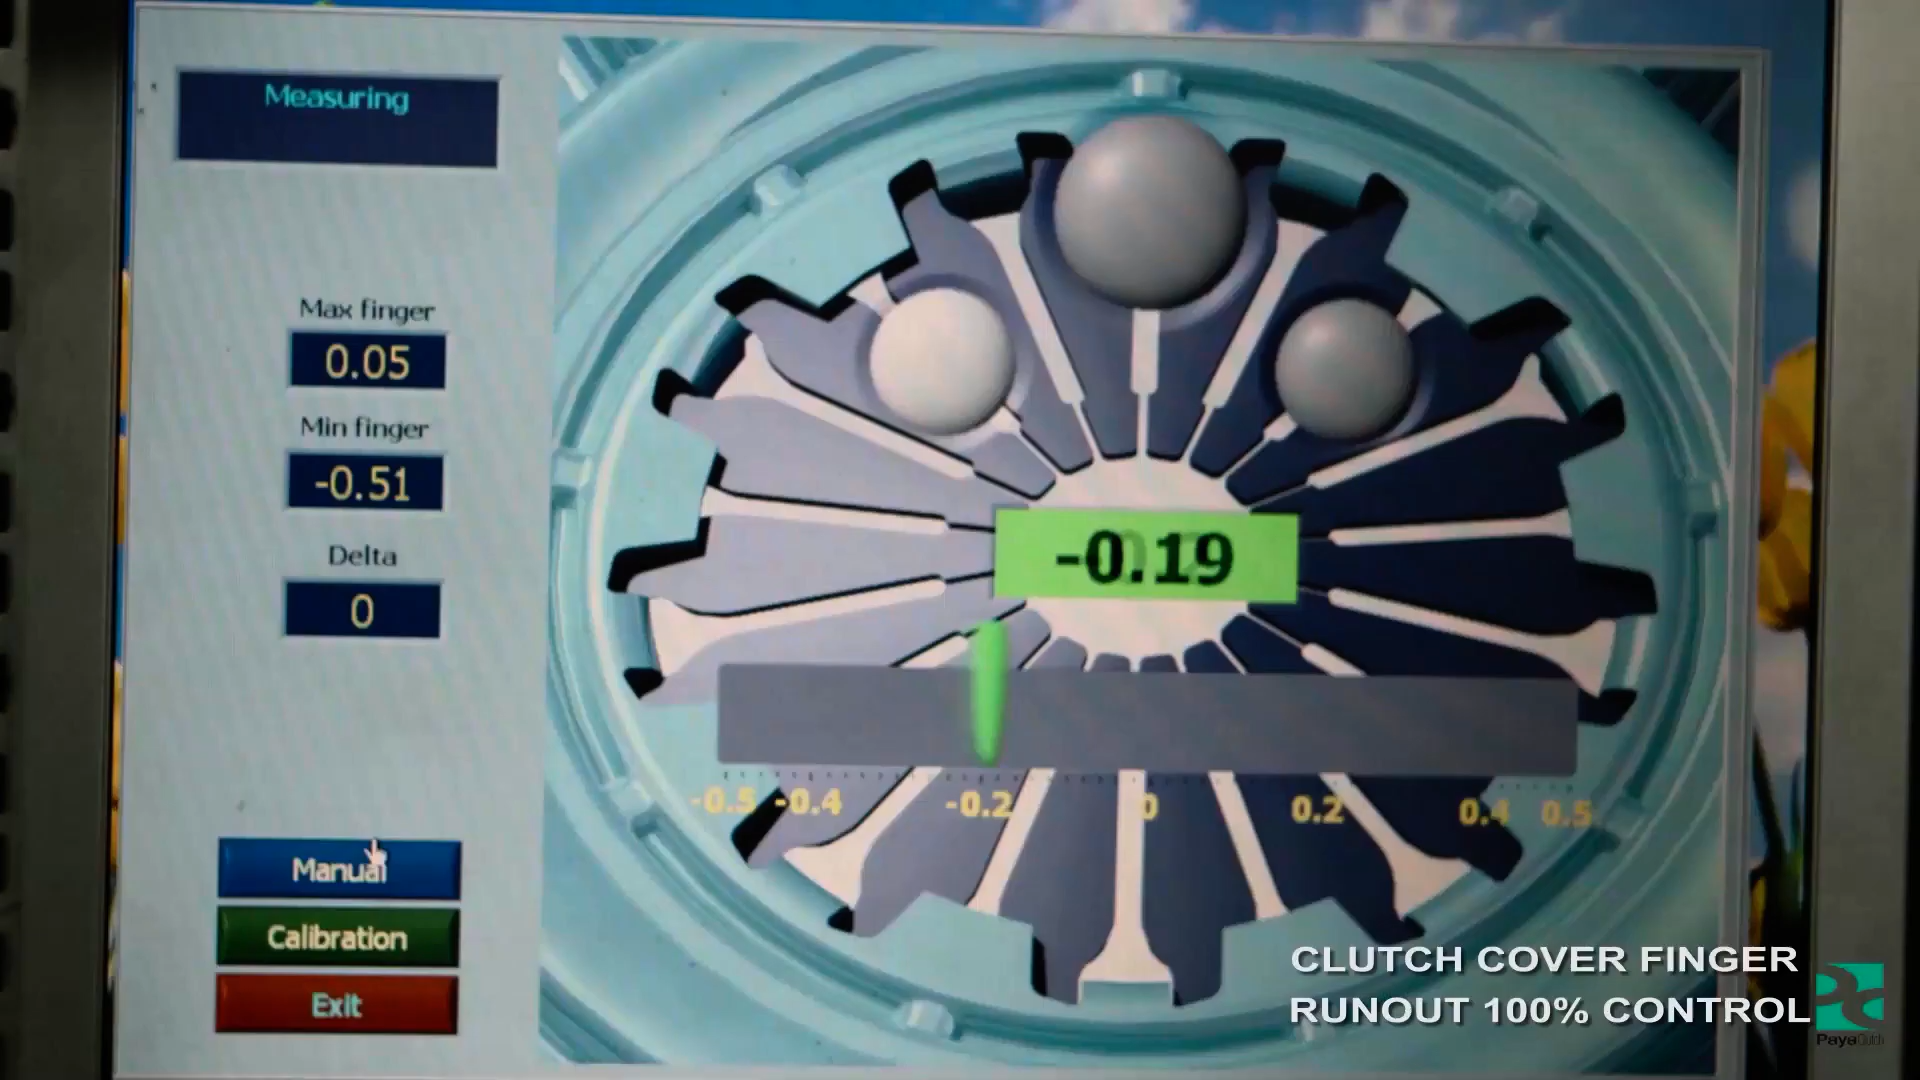 Measuring
Max finger
0.05
Min finger
-0.51
Delta
0
-0.19
-0.5 -0.4 -0.2 0 0.2 0.4 0.5
Manual
Calibration
Exit
CLUTCH COVER FINGER
RUNOUT 100% CONTROL
PayaClutch